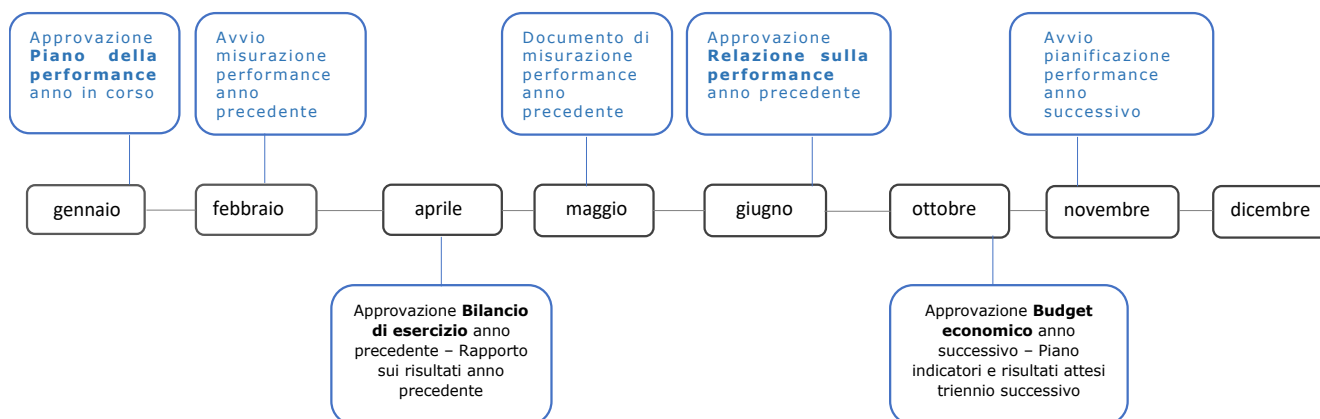 Approvazione
Piano della
performance
anno in corso
Avvio
misurazione
performance
anno
precedente
Documento di
misurazione
performance
anno
precedente
Approvazione
Relazione sulla
performance
anno precedente
Avvio
pianificazione
performance
anno
successivo
gennaio
febbraio
aprile
maggio
giugno
ottobre
novembre
dicembre
Approvazione Bilancio
di esercizio anno
precedente – Rapporto
sui risultati anno
precedente
Approvazione Budget
economico anno
successivo – Piano
indicatori e risultati attesi
triennio successivo